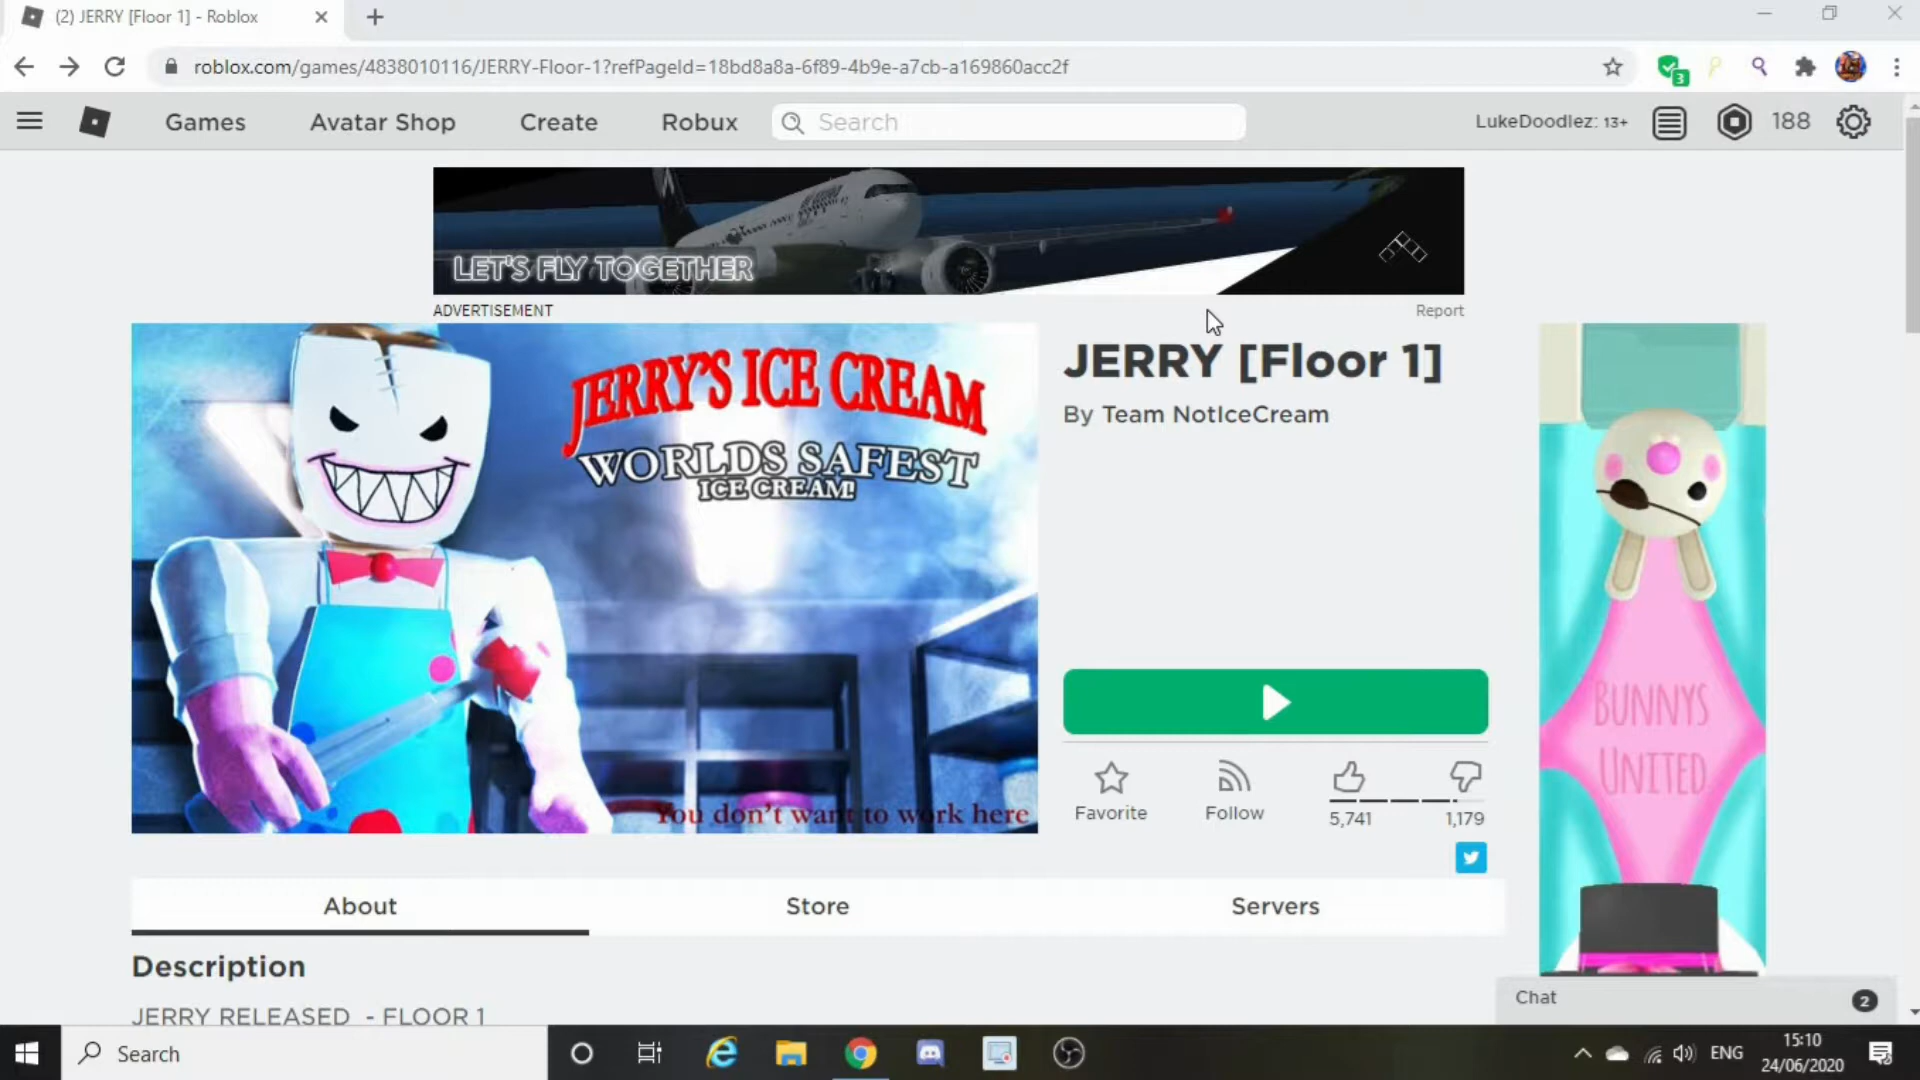 (2) JERRY [Floor 1] - Roblox
roblox.com/games/4838010116/JERRY-Floor-1?refPageId=18bd8a8a-6f89-4b9e-a7cb-a169860acc2f
3
Games
Avatar Shop
Create
Robux
Search
LukeDoodlez: 13+
188
LET'S FLY TOGETHER
ADVERTISEMENT
Report
JERRY'S ICE CREAM
WORLDS SAFEST
ICE CREAM!
You don't want to work here
JERRY [Floor 1]
By Team NotIceCream
Favorite
Follow
5,741
1,179
BUNNYS
UNITED
About
Store
Servers
Description
JERRY RELEASED - FLOOR 1
Chat
2
Search
ENG
15:10
24/06/2020